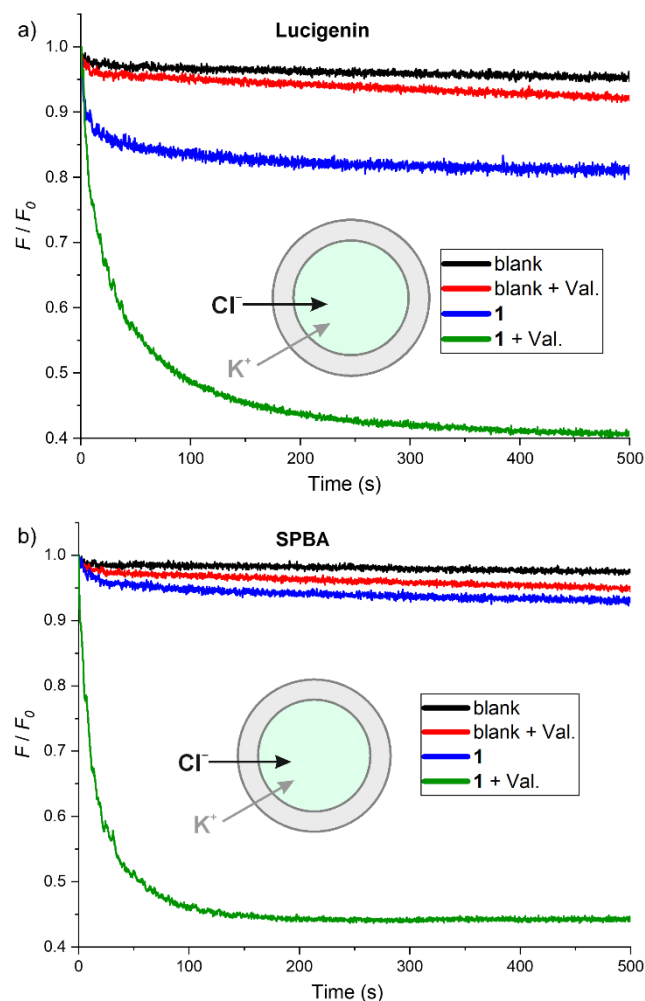 a)
Lucigenin
1.0
0.9
0.8
0.7
0.6
0.5
0.4
F / F₀
Cl⁻
K⁺
blank
blank + Val.
1
1 + Val.
0 100 200 300 400 500
Time (s)
b)
SPBA
1.0
0.9
0.8
0.7
0.6
0.5
0.4
F / F₀
Cl⁻
K⁺
blank
blank + Val.
1
1 + Val.
0 100 200 300 400 500
Time (s)